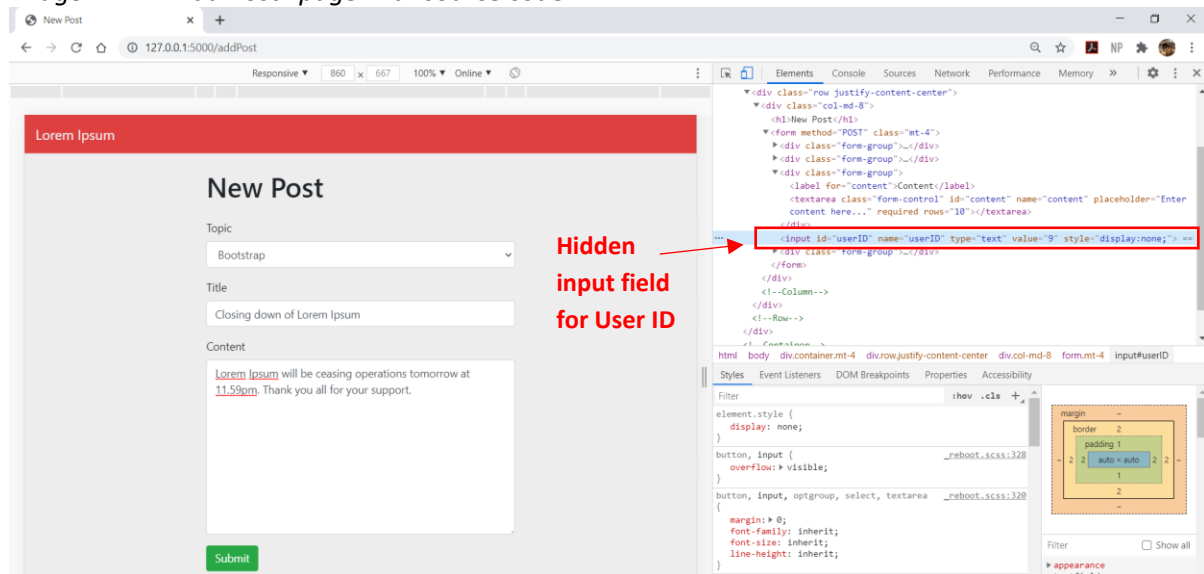 New Post
127.0.0.1:5000/addPost
NP
Responsive ▼ 860 x 667 100% ▼ Online ▼
Elements Console Sources Network Performance Memory »
Lorem Ipsum
New Post
Topic
Bootstrap
Title
Closing down of Lorem Ipsum
Content
Lorem Ipsum will be ceasing operations tomorrow at
11.59pm. Thank you all for your support.
Submit
Hidden
input field
for User ID
▼<div class="row justify-content-center">
▼<div class="col-md-8">
<h1>New Post</h1>
▼<form method="POST" class="mt-4">
▶<div class="form-group">…</div>
▶<div class="form-group">…</div>
▼<div class="form-group">
<label for="content">Content</label>
<textarea class="form-control" id="content" name="content" placeholder="Enter
content here..." required rows="10"></textarea>
</div>
<input id="userID" name="userID" type="text" value="9" style="display:none;"> ==
▶<div class="form-group">…</div>
</form>
</div>
<!--Column-->
</div>
<!--Row-->
</div>
html body div.container.mt-4 div.row.justify-content-center div.col-md-8 form.mt-4 input#userID
Styles Event Listeners DOM Breakpoints Properties Accessibility
Filter :hov .cls +
element.style {
display: none;
}
button, input { _reboot.scss:328
overflow:▶ visible;
}
button, input, optgroup, select, textarea _reboot.scss:320
{
margin:▶ 0;
font-family: inherit;
font-size: inherit;
line-height: inherit;
}
margin –
border 2
padding 1
– 2 2 auto × auto 2 2 –
1
2
–
Filter Show all
▶ appearance